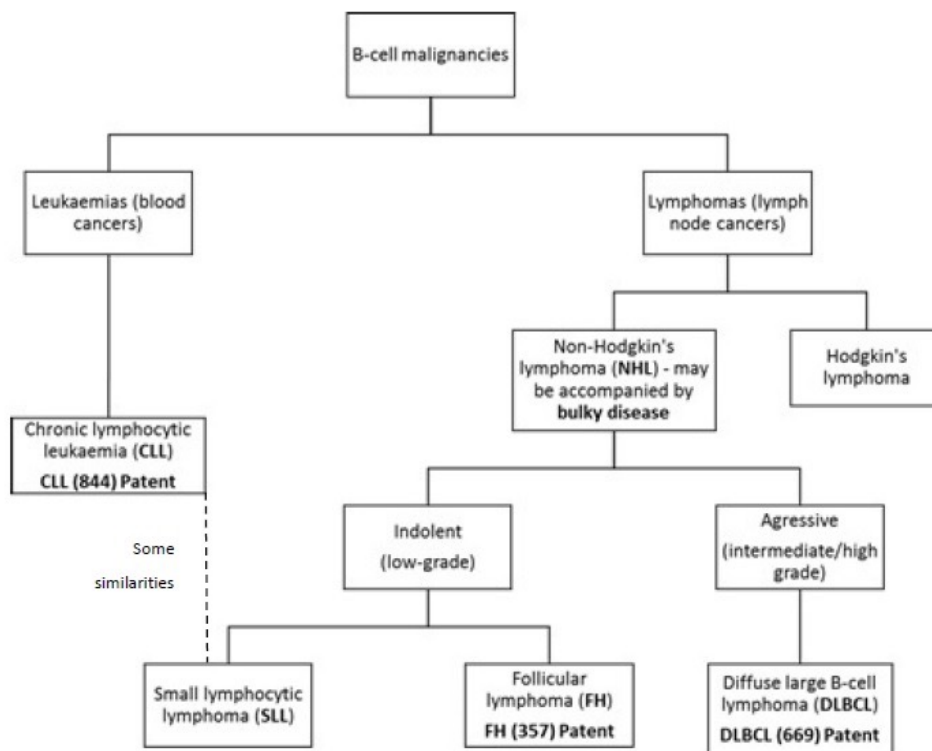 B-cell malignancies
Leukaemias (blood
cancers)
Lymphomas (lymph
node cancers)
Non-Hodgkin's
lymphoma (NHL) - may
be accompanied by
bulky disease
Hodgkin's
lymphoma
Chronic lymphocytic
leukaemia (CLL)
CLL (844) Patent
Some
similarities
Indolent
(low-grade)
Agressive
(intermediate/high
grade)
Small lymphocytic
lymphoma (SLL)
Follicular
lymphoma (FH)
FH (357) Patent
Diffuse large B-cell
lymphoma (DLBCL)
DLBCL (669) Patent